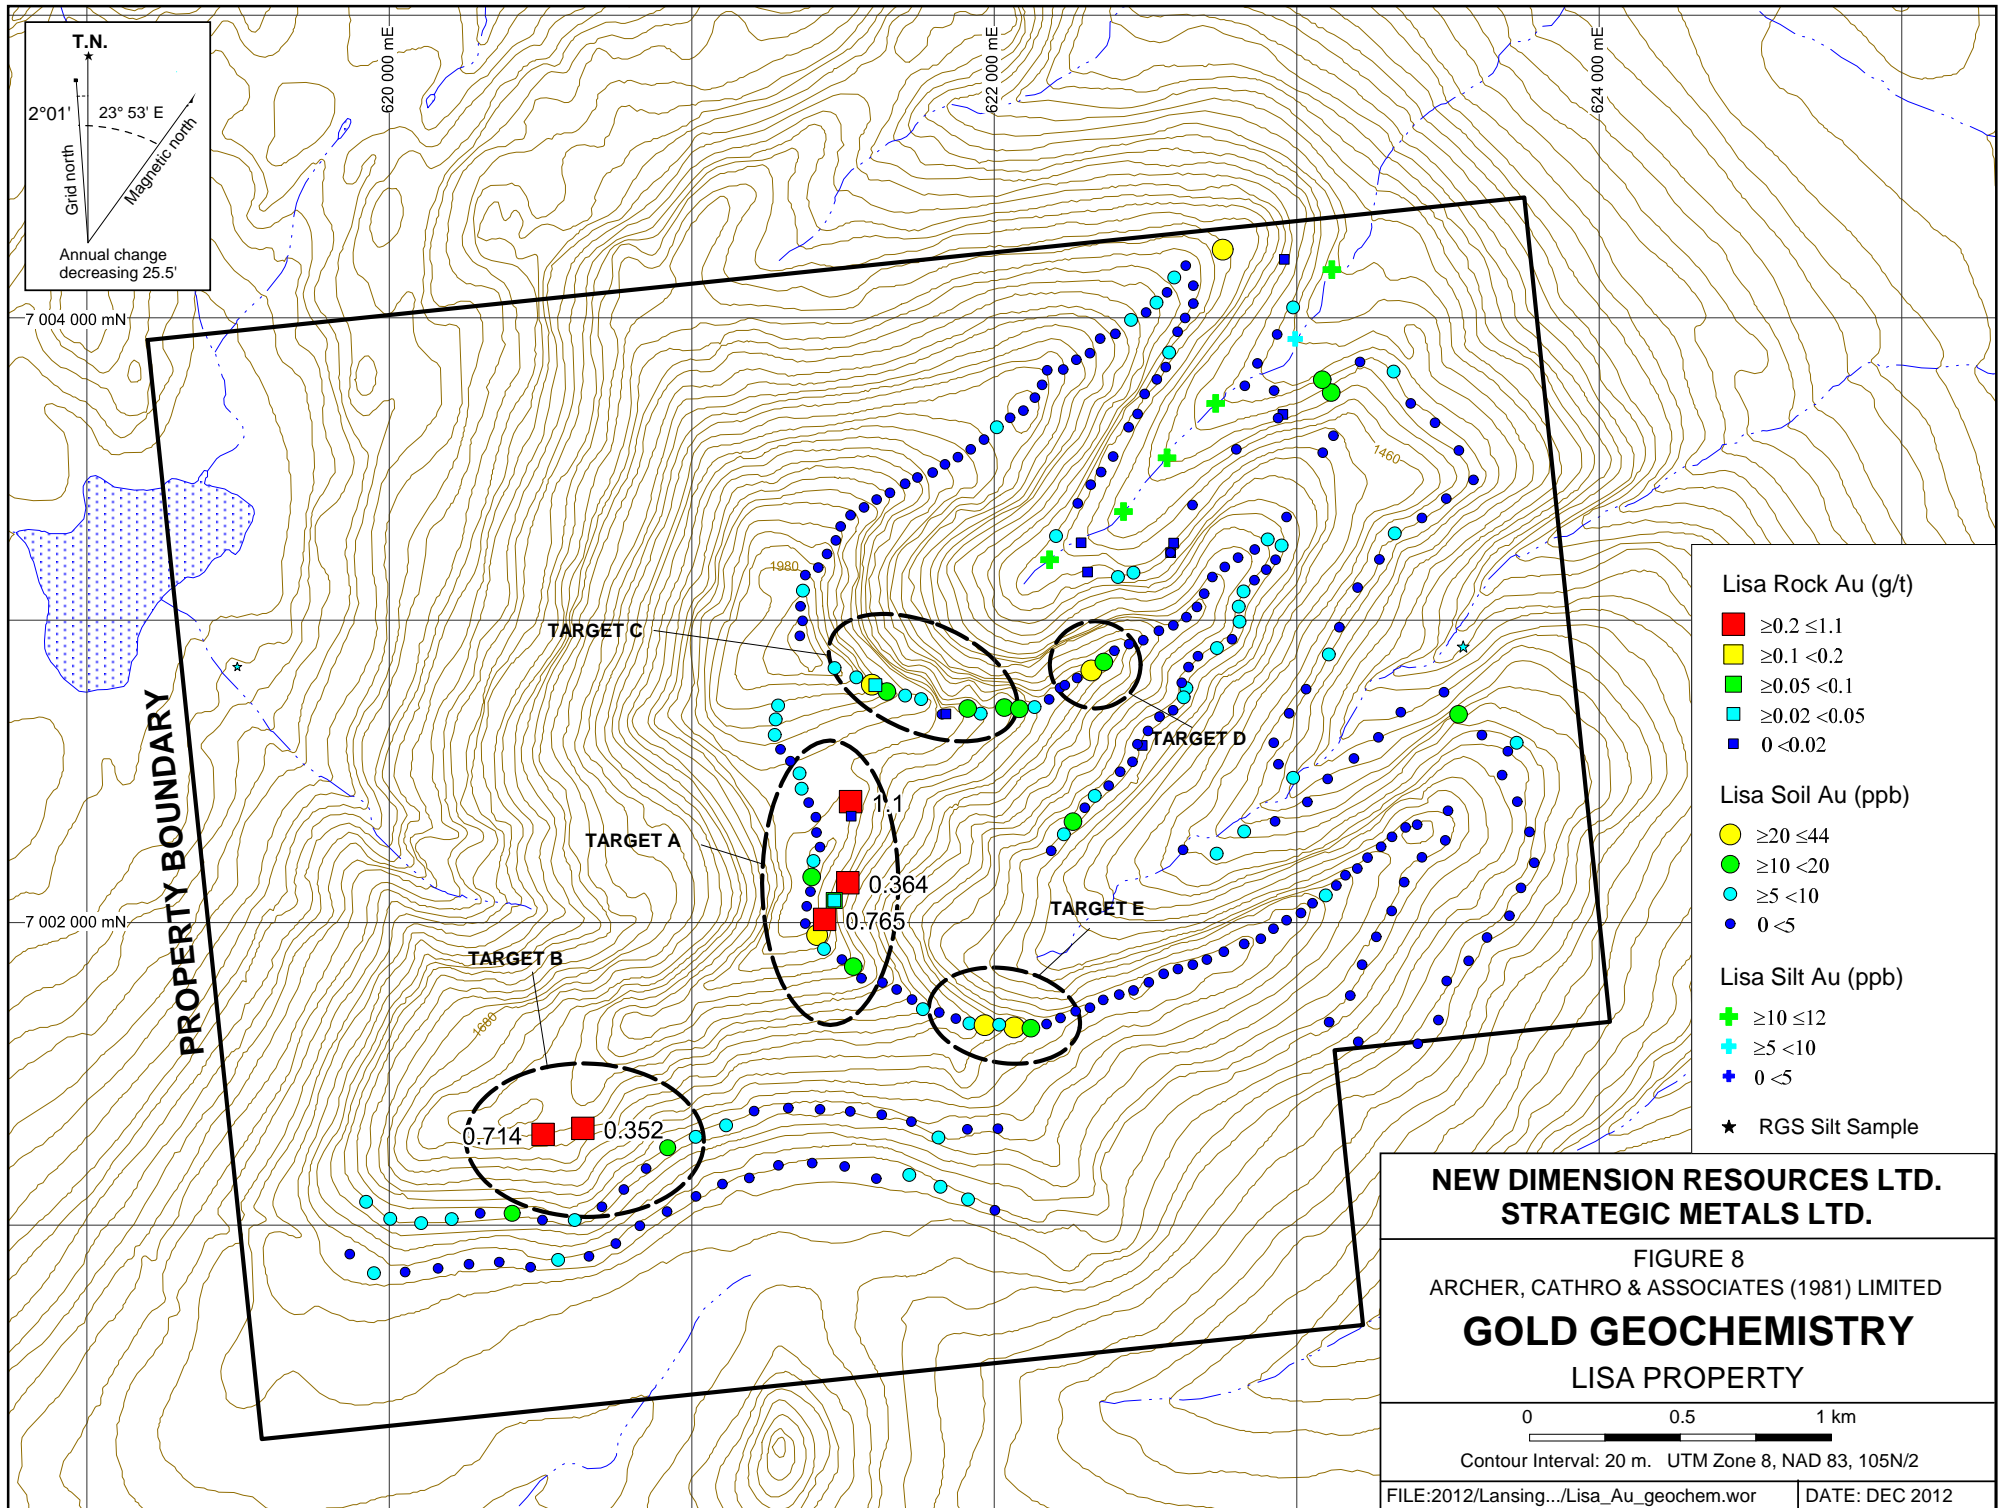 T.N.
2°01'
23° 53' E
Grid north
Magnetic north
Annual change
decreasing 25.5'
620 000 mE
622 000 mE
624 000 mE
7 004 000 mN
7 002 000 mN
PROPERTY BOUNDARY
1460
1980
1600
TARGET C
TARGET D
TARGET A
TARGET E
TARGET B
1.1
0.364
0.765
0.714
0.352
Lisa Rock Au (g/t)
≥0.2 ≤1.1
≥0.1 <0.2
≥0.05 <0.1
≥0.02 <0.05
0 <0.02
Lisa Soil Au (ppb)
≥20 ≤44
≥10 <20
≥5 <10
0 <5
Lisa Silt Au (ppb)
≥10 ≤12
≥5 <10
0 <5
RGS Silt Sample
NEW DIMENSION RESOURCES LTD.
STRATEGIC METALS LTD.
FIGURE 8
ARCHER, CATHRO & ASSOCIATES (1981) LIMITED
GOLD GEOCHEMISTRY
LISA PROPERTY
0 0.5 1 km
Contour Interval: 20 m. UTM Zone 8, NAD 83, 105N/2
FILE:2012/Lansing.../Lisa_Au_geochem.wor DATE: DEC 2012